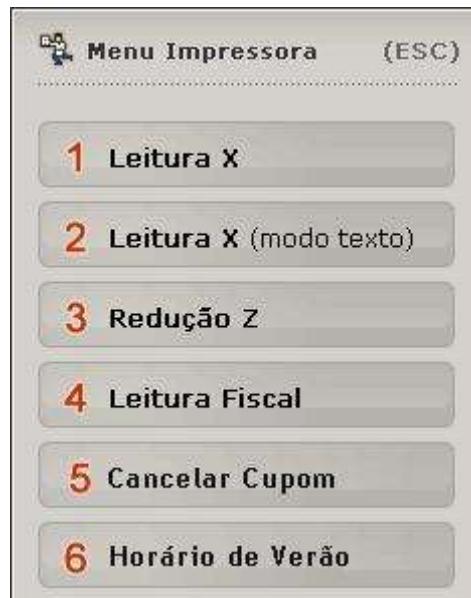 Menu Impressora (ESC)
1 Leitura X
2 Leitura X (modo texto)
3 Redução Z
4 Leitura Fiscal
5 Cancelar Cupom
6 Horário de Verão